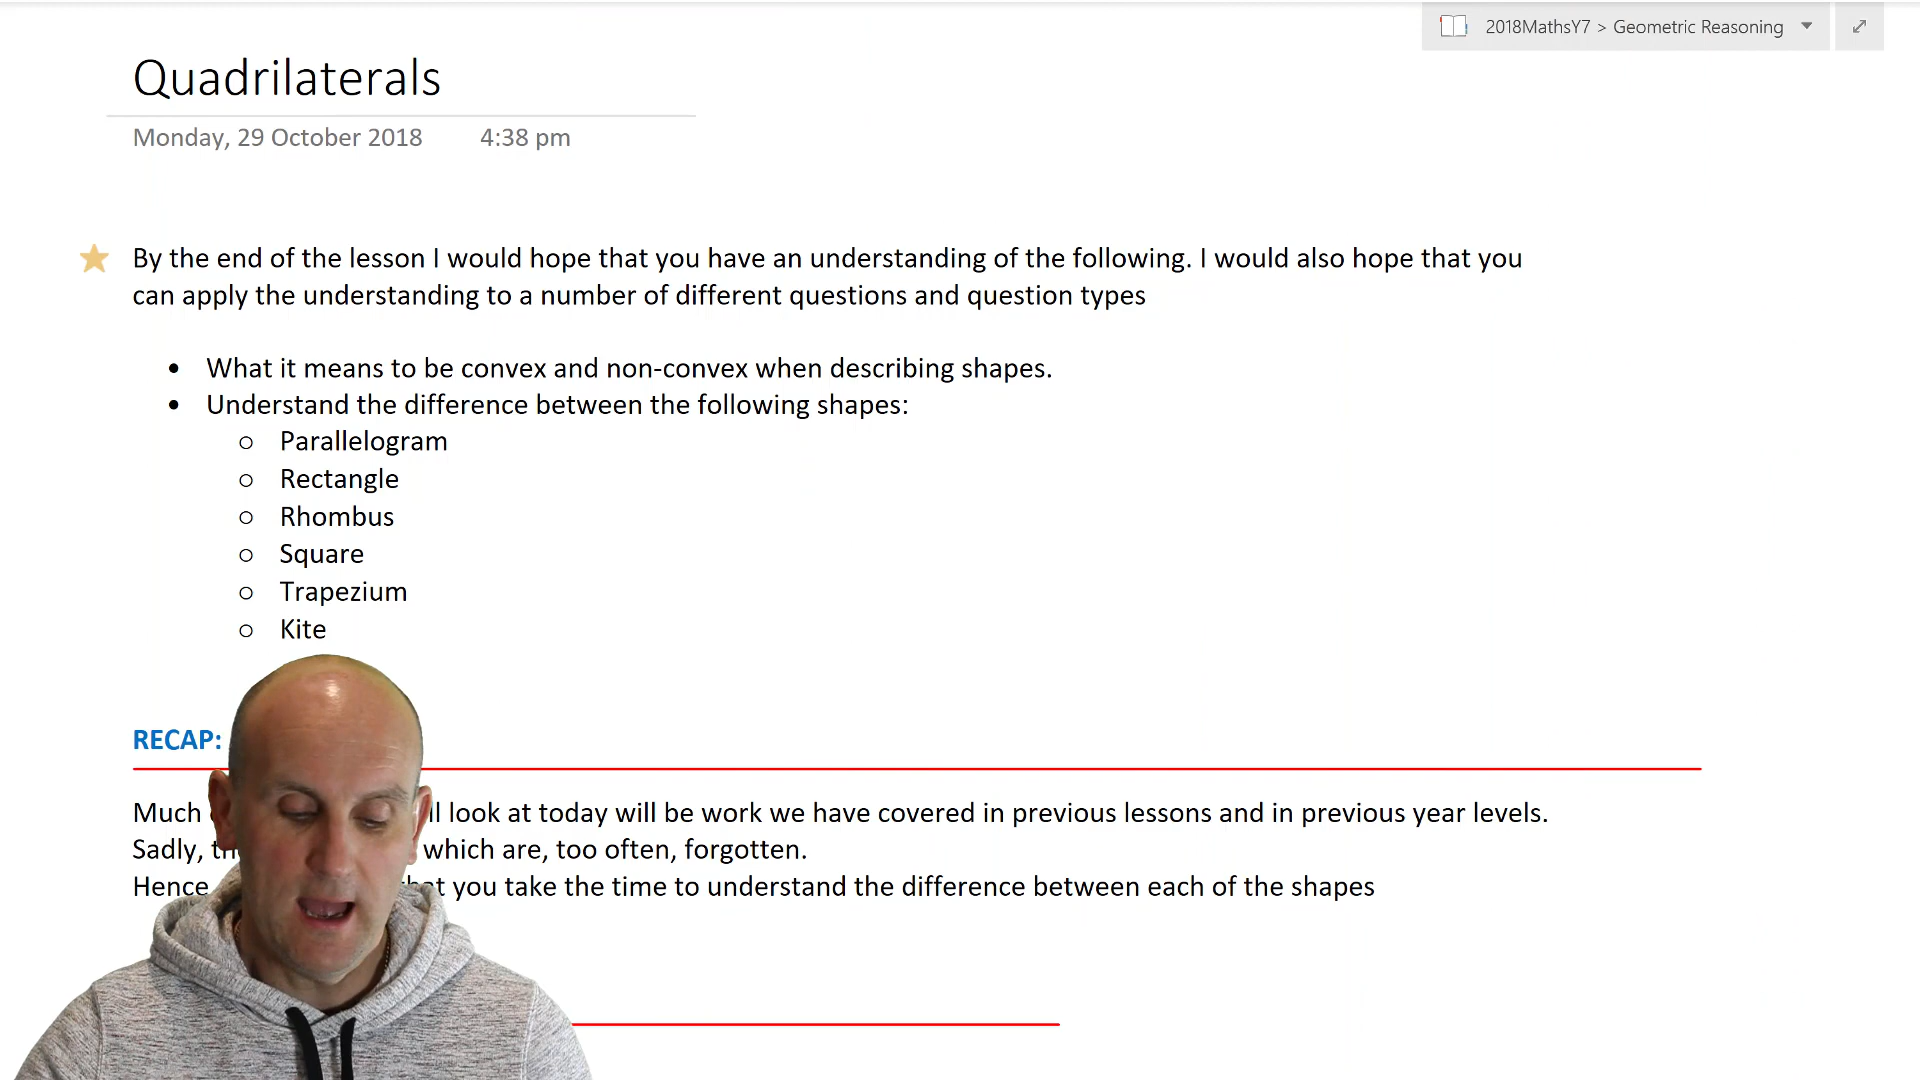 2018MathsY7 > Geometric Reasoning
Quadrilaterals
Monday, 29 October 2018 4:38 pm
By the end of the lesson I would hope that you have an understanding of the following. I would also hope that you
can apply the understanding to a number of different questions and question types
• What it means to be convex and non-convex when describing shapes.
• Understand the difference between the following shapes:
o Parallelogram
o Rectangle
o Rhombus
o Square
o Trapezium
o Kite
RECAP:
Much look at today will be work we have covered in previous lessons and in previous year levels.
Sadly, which are, too often, forgotten.
Hence you take the time to understand the difference between each of the shapes